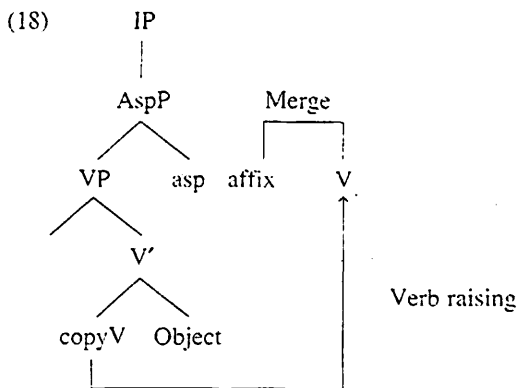 (18) IP
AspP Merge
VP asp affix V
V′
Verb raising
copyV Object